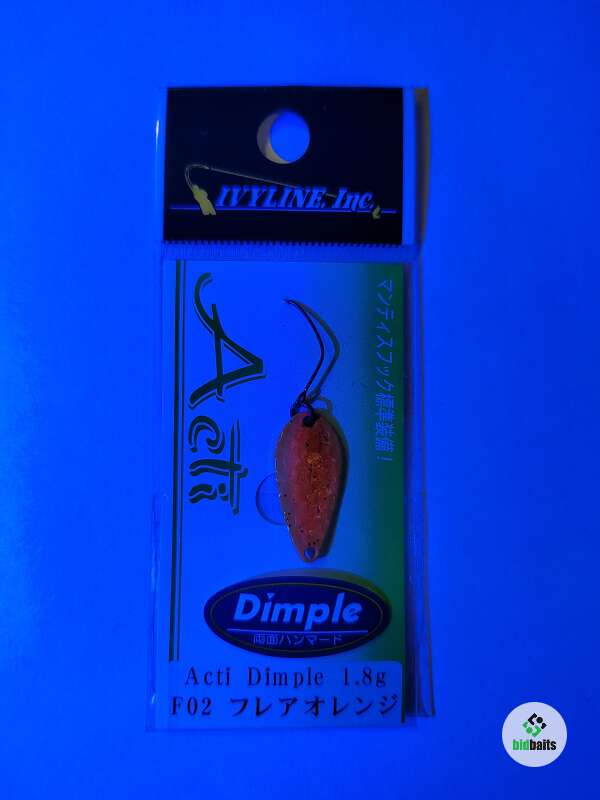 IVYLINE, Inc.
Acti
マンティスフック標準装備!
Dimple
両面ハンマード
Acti Dimple 1.8g
F02 フレアオレンジ
bidbaits